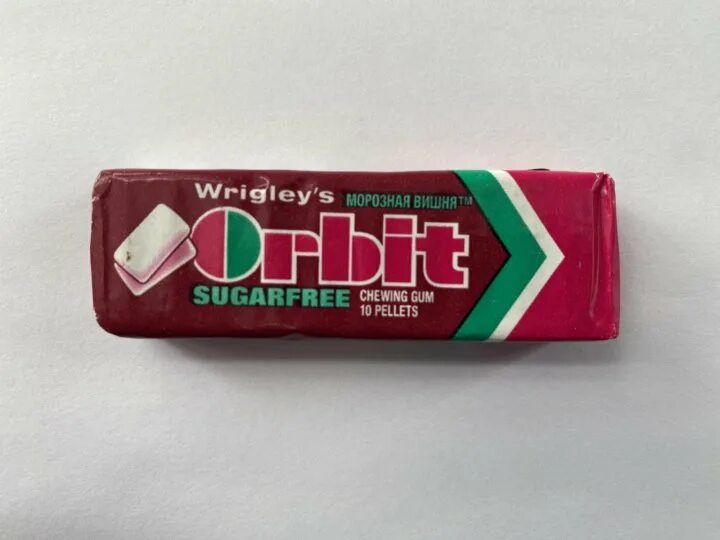 Wrigley's
МОРОЗНАЯ ВИШНЯ™
Orbit
SUGARFREE
CHEWING GUM
10 PELLETS